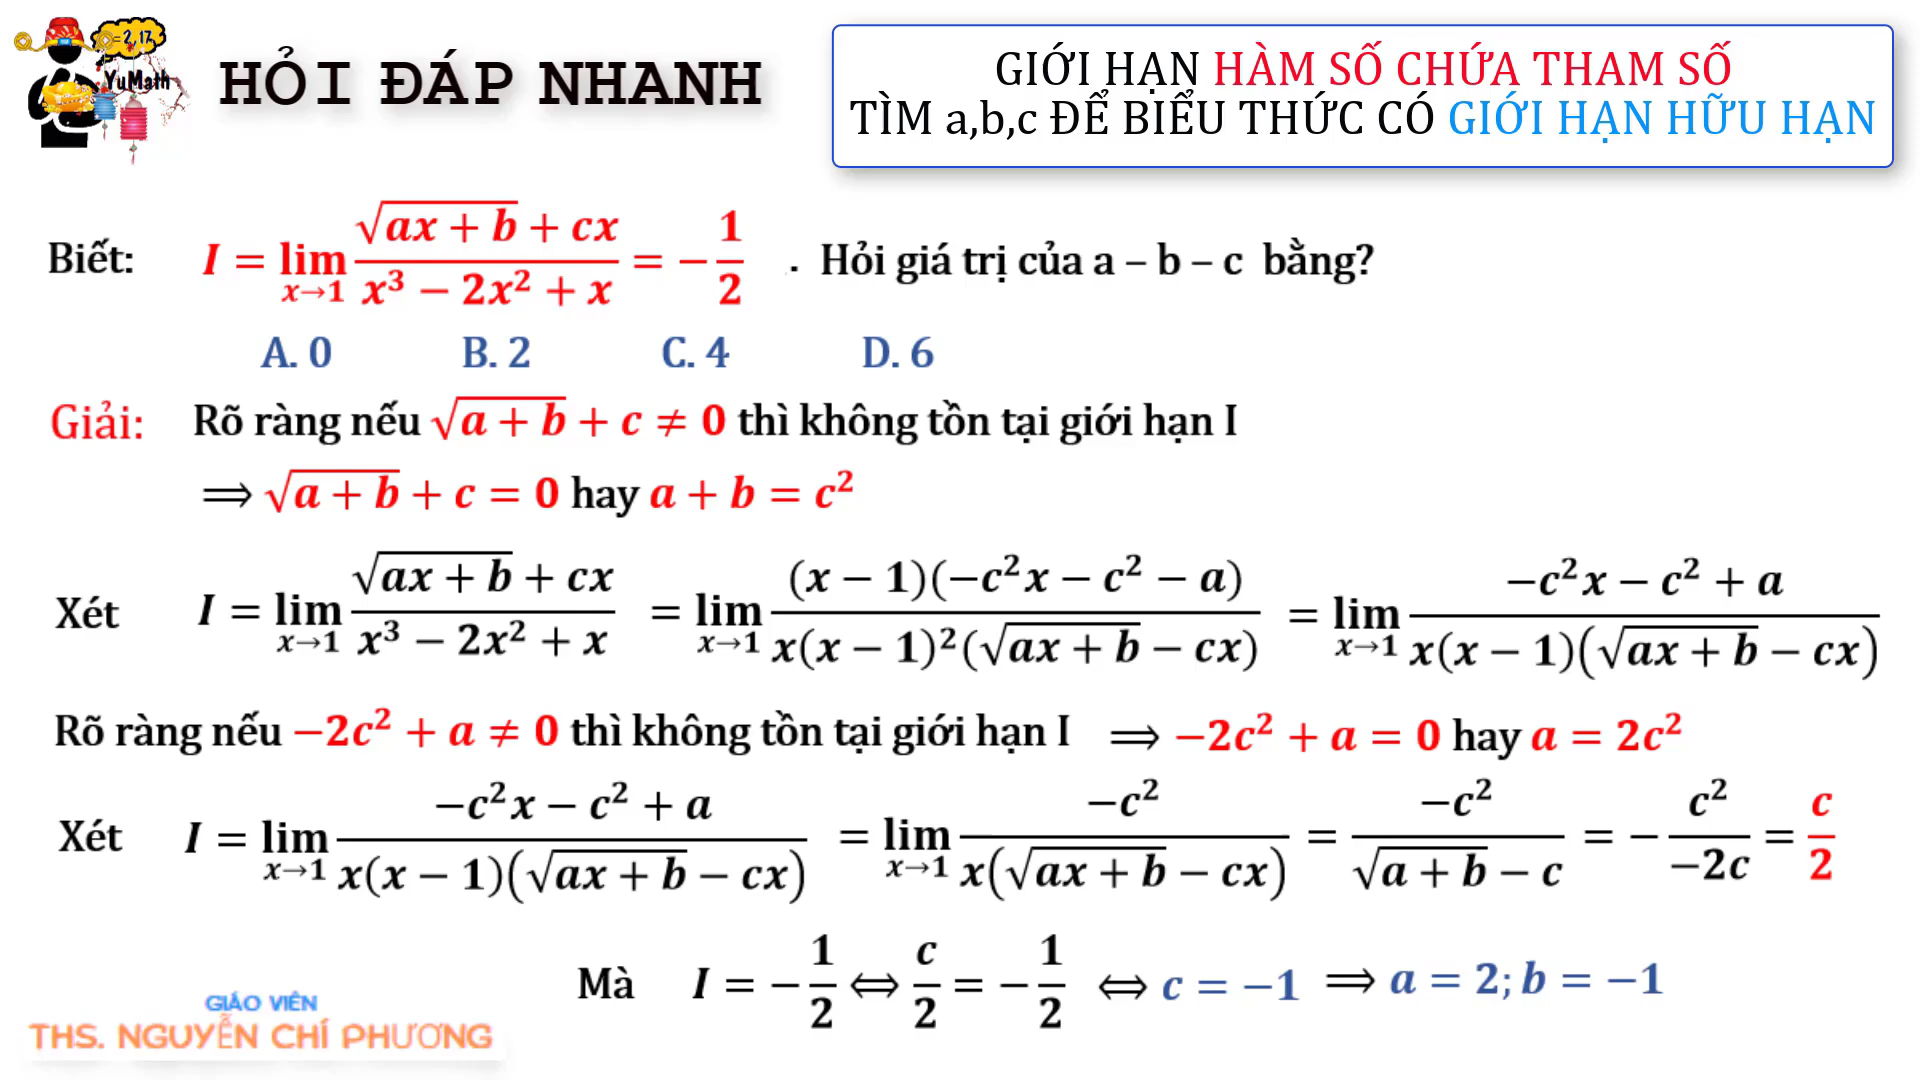 =2,17
YuMath
HỎI ĐÁP NHANH
GIỚI HẠN HÀM SỐ CHỨA THAM SỐ
TÌM a,b,c ĐỂ BIỂU THỨC CÓ GIỚI HẠN HỮU HẠN
Biết: I = lim_{x→1} (√(ax + b) + cx)/(x³ − 2x² + x) = −1/2 . Hỏi giá trị của a – b – c bằng?
A. 0 B. 2 C. 4 D. 6
Giải: Rõ ràng nếu √(a + b) + c ≠ 0 thì không tồn tại giới hạn I
⟹ √(a + b) + c = 0 hay a + b = c²
Xét I = lim_{x→1} (√(ax + b) + cx)/(x³ − 2x² + x) = lim_{x→1} ((x − 1)(−c²x − c² − a))/(x(x − 1)²(√(ax + b) − cx)) = lim_{x→1} (−c²x − c² + a)/(x(x − 1)(√(ax + b) − cx))
Rõ ràng nếu −2c² + a ≠ 0 thì không tồn tại giới hạn I ⟹ −2c² + a = 0 hay a = 2c²
Xét I = lim_{x→1} (−c²x − c² + a)/(x(x − 1)(√(ax + b) − cx)) = lim_{x→1} (−c²)/(x(√(ax + b) − cx)) = (−c²)/(√(a + b) − c) = −c²/(−2c) = c/2
Mà I = −1/2 ⟺ c/2 = −1/2 ⟺ c = −1 ⟹ a = 2; b = −1
GIÁO VIÊN
THS. NGUYỄN CHÍ PHƯƠNG